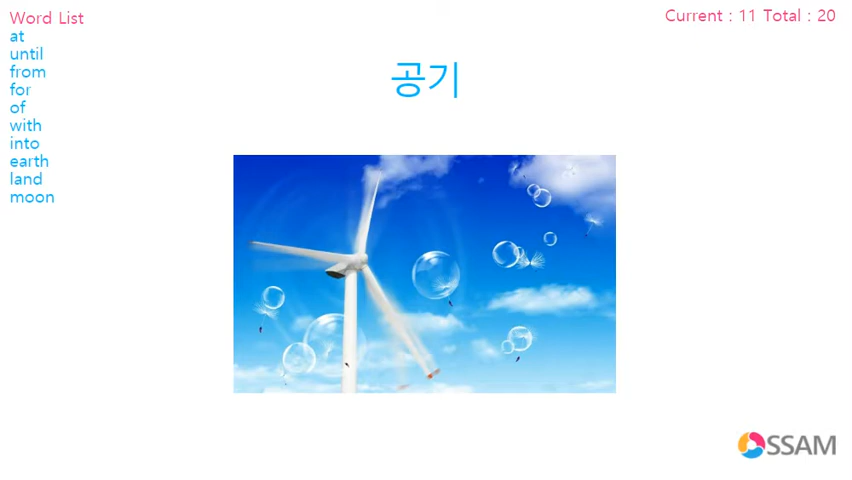 Word List
Current : 11 Total : 20
at
until
from
for
of
with
into
earth
land
moon
공기
SSAM